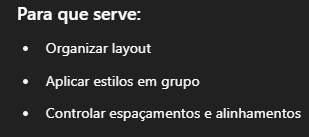 Para que serve:
• Organizar layout
• Aplicar estilos em grupo
• Controlar espaçamentos e alinhamentos